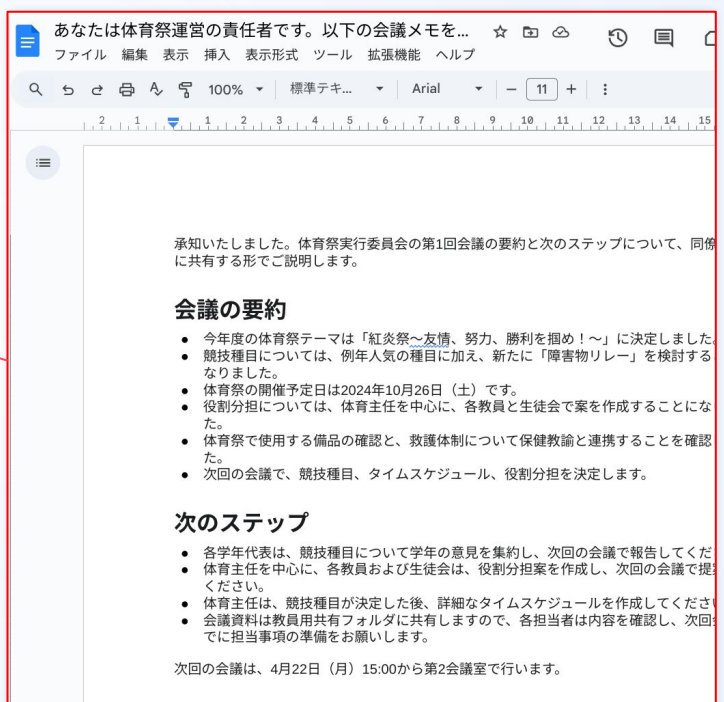 あなたは体育祭運営の責任者です。以下の会議メモを...
ファイル 編集 表示 挿入 表示形式 ツール 拡張機能 ヘルプ
100% 標準テキ... Arial 11
2 1 1 2 3 4 5 6 7 8 9 10 11 12 13 14 15
承知いたしました。体育祭実行委員会の第1回会議の要約と次のステップについて、同僚
に共有する形でご説明します。
会議の要約
● 今年度の体育祭テーマは「紅炎祭〜友情、努力、勝利を掴め！〜」に決定しました。
● 競技種目については、例年人気の種目に加え、新たに「障害物リレー」を検討する
なりました。
● 体育祭の開催予定日は2024年10月26日（土）です。
● 役割分担については、体育主任を中心に、各教員と生徒会で案を作成することにな
た。
● 体育祭で使用する備品の確認と、救護体制について保健教諭と連携することを確認
た。
● 次回の会議で、競技種目、タイムスケジュール、役割分担を決定します。
次のステップ
● 各学年代表は、競技種目について学年の意見を集約し、次回の会議で報告してくだ
● 体育主任を中心に、各教員および生徒会は、役割分担案を作成し、次回の会議で提案
ください。
● 体育主任は、競技種目が決定した後、詳細なタイムスケジュールを作成してくださ
● 会議資料は教員用共有フォルダに共有しますので、各担当者は内容を確認し、次回
でに担当事項の準備をお願いします。
次回の会議は、4月22日（月）15:00から第2会議室で行います。